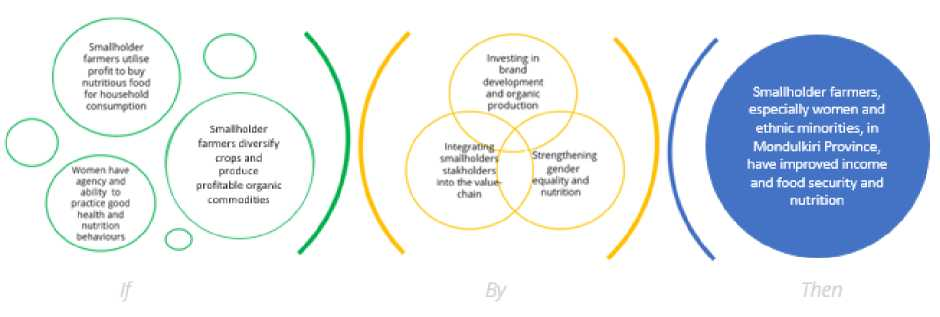 Smallholder
farmers utilise
profit to buy
nutritious food
for household
consumption
Smallholder
farmers diversify
crops and
produce
profitable organic
commodities
Women have
agency and
ability to
practice good
health and
nutrition
behaviours
If
Investing in
brand
development
and organic
production
Integrating
smallholders
stakholders
into the value-
chain
Strengthening
gender
equality and
nutrition
By
Smallholder farmers,
especially women and
ethnic minorities, in
Mondulkiri Province,
have improved income
and food security and
nutrition
Then